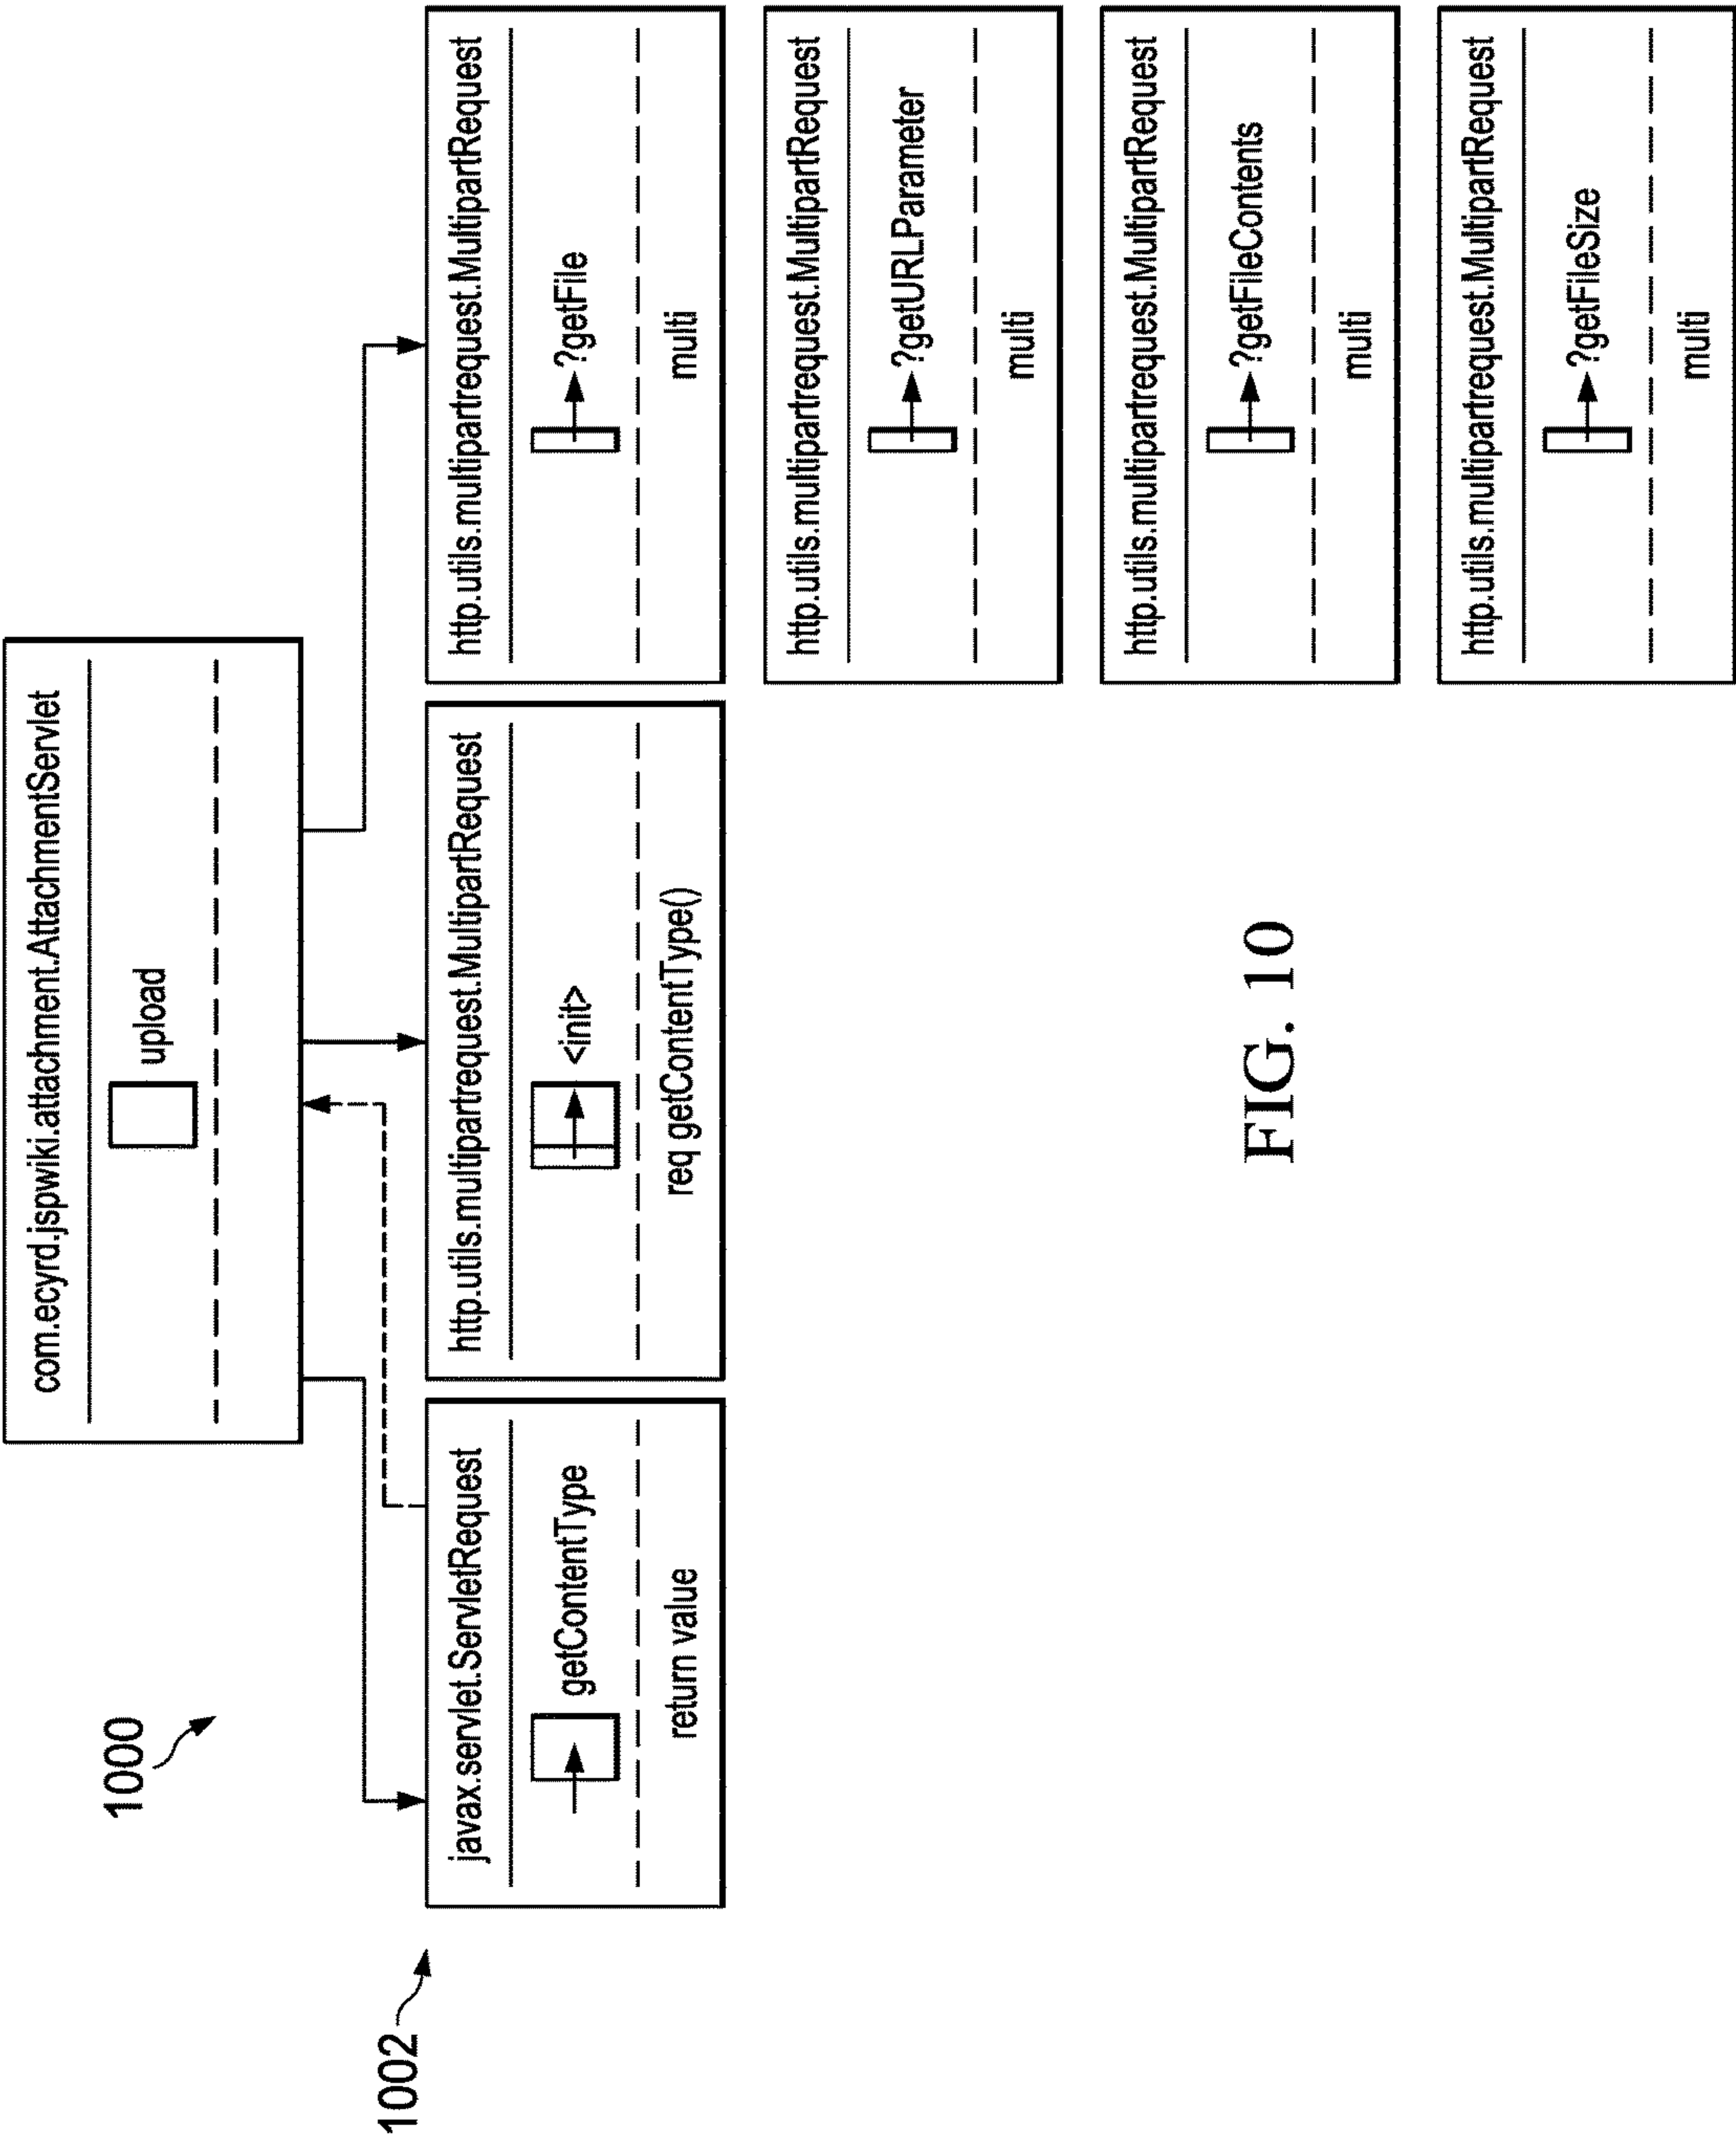 1000
com.ecyrd.jspwiki.attachment.AttachmentServlet
upload
1002
javax.servlet.ServletRequest
getContentType
return value
http.utils.multipartrequest.MultipartRequest
<init>
req getContentType()
http.utils.multipartrequest.MultipartRequest
?getFile
multi
http.utils.multipartrequest.MultipartRequest
?getURLParameter
multi
http.utils.multipartrequest.MultipartRequest
?getFileContents
multi
http.utils.multipartrequest.MultipartRequest
?getFileSize
multi
FIG. 10